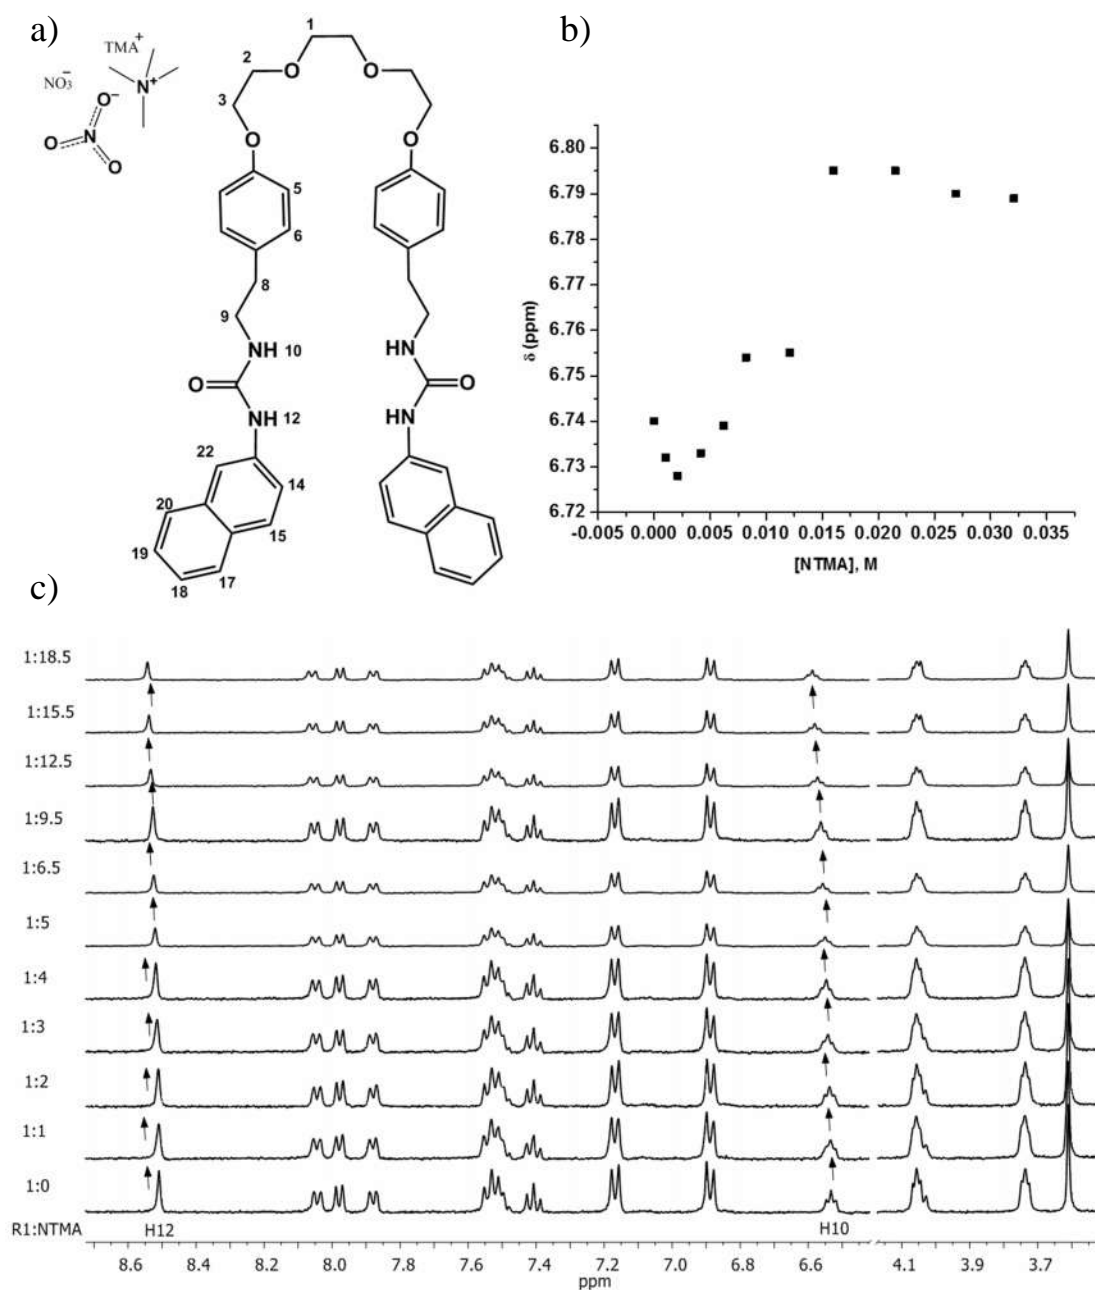 a)
TMA+
NO3−
N+
O−
N
O
O
1
2
O
O
3
O
O
5
6
8
9
NH 10
HN
O
O
NH 12
HN
22
14
20
15
19
18
17
b)
6.80
6.79
6.78
6.77
6.76
6.75
6.74
6.73
6.72
δ (ppm)
-0.005 0.000 0.005 0.010 0.015 0.020 0.025 0.030 0.035
[NTMA], M
c)
1:18.5
1:15.5
1:12.5
1:9.5
1:6.5
1:5
1:4
1:3
1:2
1:1
1:0
R1:NTMA H12 H10
8.6 8.4 8.2 8.0 7.8 7.6 7.4 7.2 7.0 6.8 6.6 4.1 3.9 3.7
ppm